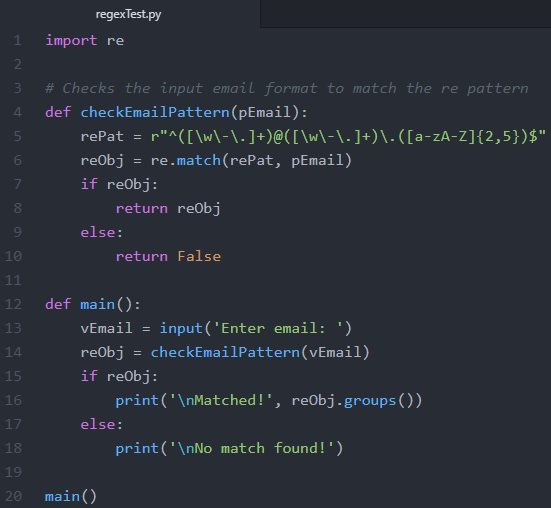 regexTest.py
1 import re
2
3 # Checks the input email format to match the re pattern
4 def checkEmailPattern(pEmail):
5     rePat = r"^([\w\-\.]+)@([\w\-\.]+)\.([a-zA-Z]{2,5})$"
6     reObj = re.match(rePat, pEmail)
7     if reObj:
8         return reObj
9     else:
10         return False
11
12 def main():
13     vEmail = input('Enter email: ')
14     reObj = checkEmailPattern(vEmail)
15     if reObj:
16         print('\nMatched!', reObj.groups())
17     else:
18         print('\nNo match found!')
19
20 main()